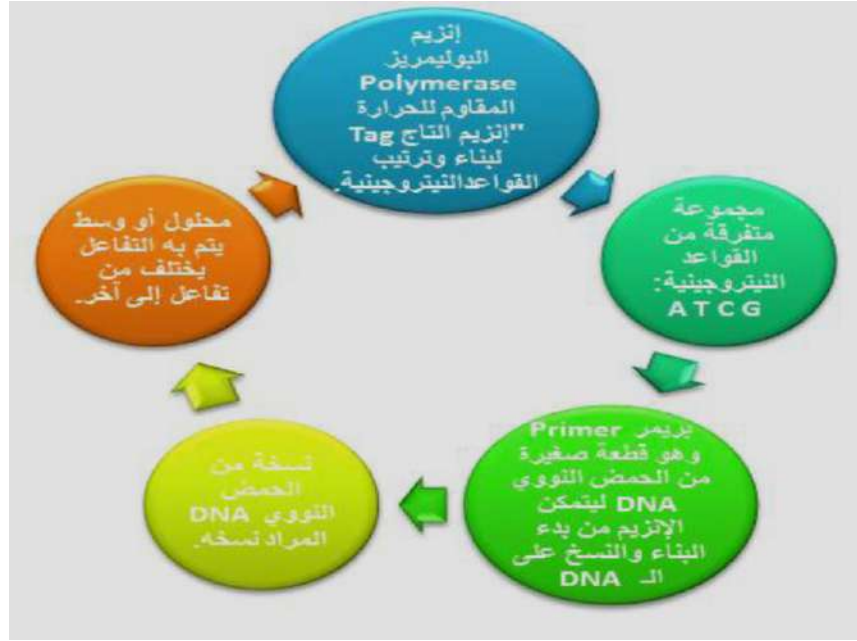 إنزيم
البوليمريز
Polymerase
المقاوم للحرارة
"إنزيم التاج Tag
لبناء وترتيب
القواعدالنيتروجينية.
مجموعة
متفرقة من
القواعد
النيتروجينية:
A T C G
بريمر Primer
وهو قطعة صغيرة
من الحمض النووي
DNA ليتمكن
الإنزيم من بدء
البناء والنسخ على
الـ DNA
نسخة من
الحمض
النووي DNA
المراد نسخه.
محلول أو وسط
يتم به التفاعل
يختلف من
تفاعل إلى آخر.